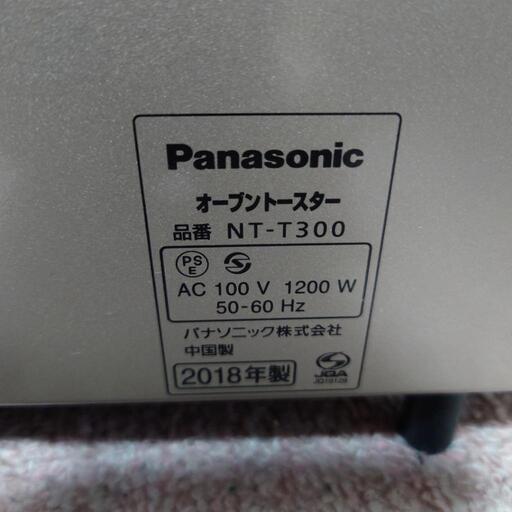 Panasonic
オーブントースター
品番 NT-T300
PS
E
AC 100 V 1200 W
50-60 Hz
パナソニック株式会社
中国製
JQA
2018年製